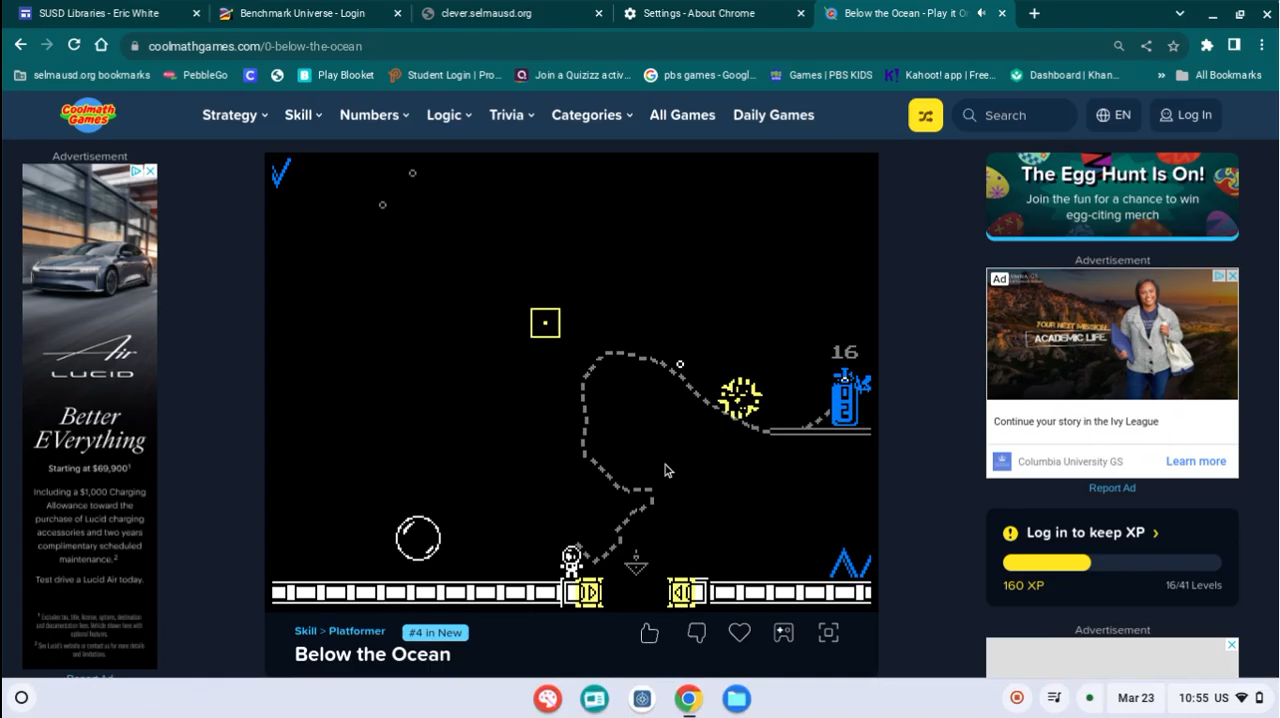 SUSD Libraries - Eric White
Benchmark Universe - Login
clever.selmausd.org
Settings - About Chrome
Below the Ocean - Play it O
coolmathgames.com/0-below-the-ocean
selmausd.org bookmarks
PebbleGo
Play Blooket
Student Login | Pro...
Join a Quizizz activ...
pbs games - Googl...
Games | PBS KIDS
Kahoot! app | Free...
Dashboard | Khan...
»
All Bookmarks
Coolmath Games
Strategy
Skill
Numbers
Logic
Trivia
Categories
All Games
Daily Games
Search
EN
Log In
Advertisement
Air
LUCID
Better
EVerything
Starting at $69,900¹
Including a $1,000 Charging
Allowance toward the
purchase of Lucid charging
accessories and two years
complimentary scheduled
maintenance.²
Test drive a Lucid Air today.
16
The Egg Hunt Is On!
Join the fun for a chance to win
egg-citing merch
Advertisement
Ad
COLUMBIA UNIVERSITY GS
YOUR NEXT MISSION:
ACADEMIC LIFE.
Continue your story in the Ivy League
Columbia University GS
Learn more
Report Ad
Log in to keep XP ›
160 XP
16/41 Levels
Advertisement
Skill > Platformer
#4 in New
Below the Ocean
Mar 23
10:55 US